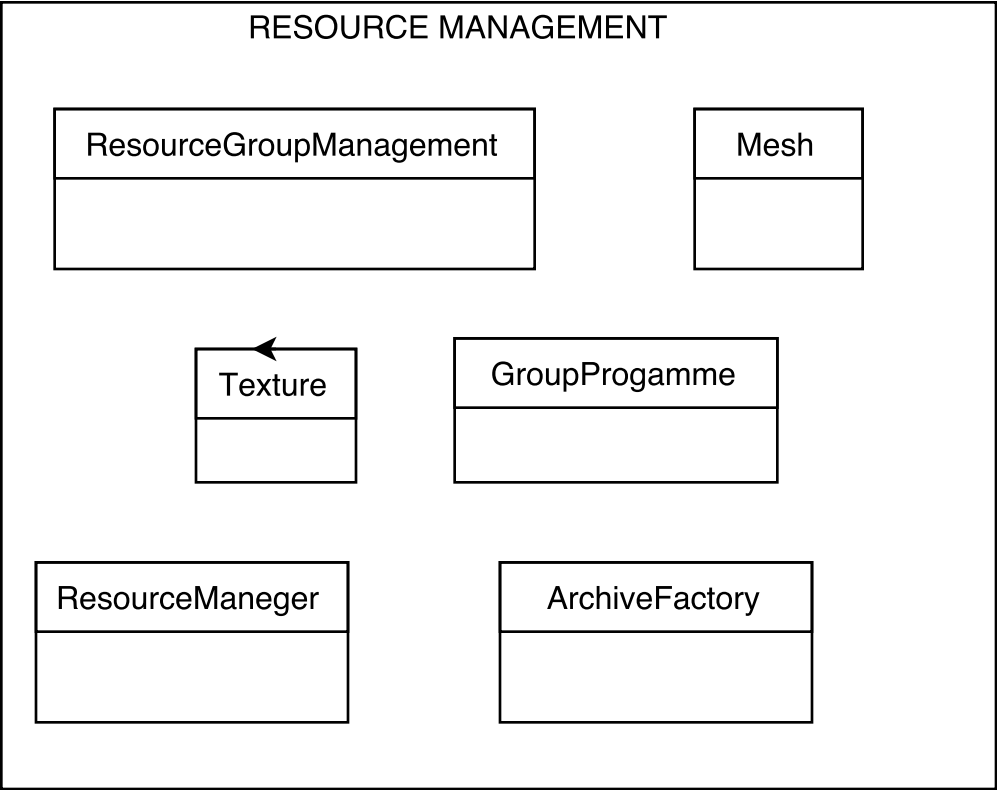 RESOURCE MANAGEMENT
ResourceGroupManagement
Mesh
Texture
GroupProgamme
ResourceManeger
ArchiveFactory